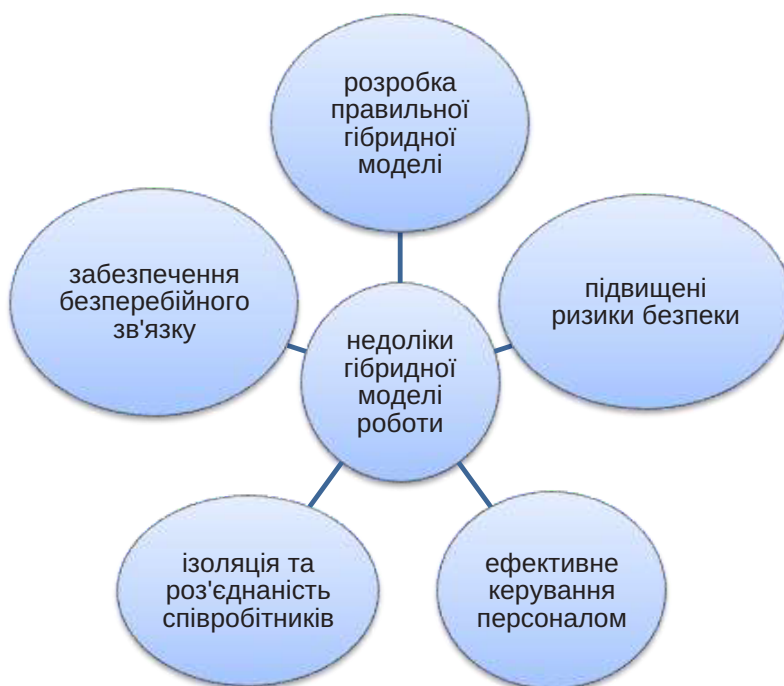 розробка
правильної
гібридної
моделі
забезпечення
безперебійного
зв'язку
підвищені
ризики безпеки
недоліки
гібридної
моделі
роботи
ізоляція та
роз'єднаність
співробітників
ефективне
керування
персоналом